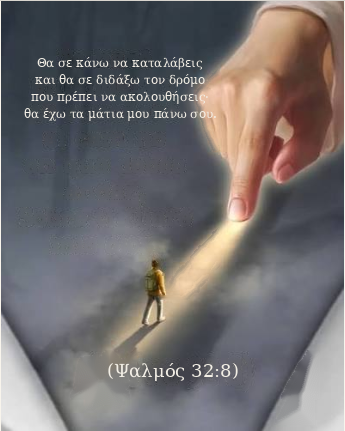 Θα σε κάνω να καταλάβεις
και θα σε διδάξω τον δρόμο
που πρέπει να ακολουθήσεις·
θα έχω τα μάτια μου πάνω σου.
(Ψαλμός 32:8)